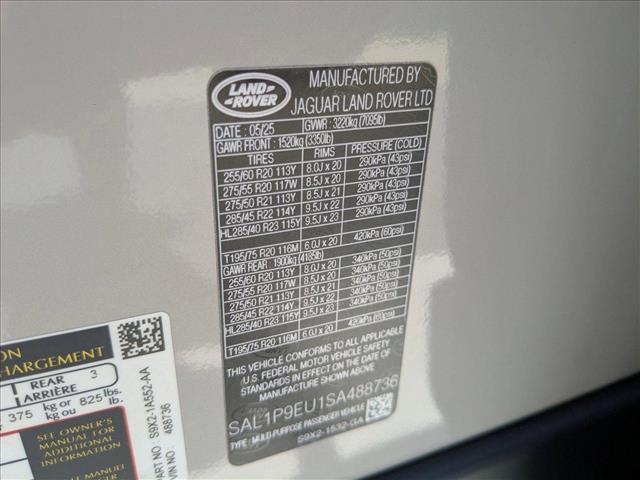 LAND-
-ROVER
MANUFACTURED BY
JAGUAR LAND ROVER LTD
DATE : 05/25 GVWR : 3220kg (7095lb)
GAWR FRONT : 1520kg (3350lb)
TIRES RIMS PRESSURE (COLD)
255/60 R20 113Y 8.0J x 20 290kPa (43psi)
275/55 R20 117W 8.5J x 20 290kPa (43psi)
275/50 R21 113Y 8.5J x 21 290kPa (43psi)
285/45 R22 114Y 9.5J x 22 290kPa (43psi)
HL285/40 R23 115Y 9.5J x 23 290kPa (43psi)
T195/75 R20 116M 6.0J x 20 420kPa (60psi)
GAWR REAR 1900kg (4185lb)
255/60 R20 113Y 8.0J x 20 340kPa (50psi)
275/55 R20 117W 8.5J x 20 340kPa (50psi)
275/50 R21 113Y 8.5J x 21 340kPa (50psi)
285/45 R22 114Y 9.5J x 22 340kPa (50psi)
HL285/40 R23 115Y 9.5J x 23 340kPa (50psi)
T195/75 R20 116M 6.0J x 20 420kPa (60psi)
THIS VEHICLE CONFORMS TO ALL APPLICABLE
U.S. FEDERAL MOTOR VEHICLE SAFETY
STANDARDS IN EFFECT ON THE DATE OF
MANUFACTURE SHOWN ABOVE.
SAL1P9EU1SA488736
TYPE: MULTI-PURPOSE PASSENGER VEHICLE
S9X2-1532-GA
ION
CHARGEMENT
REAR 3
ARRIÈRE
375 kg or 825 lbs.
kg ou lb.
SEE OWNER'S
MANUAL FOR
ADDITIONAL
INFORMATION
PART NO S9X2-1A552-AA
VIN NO 488736